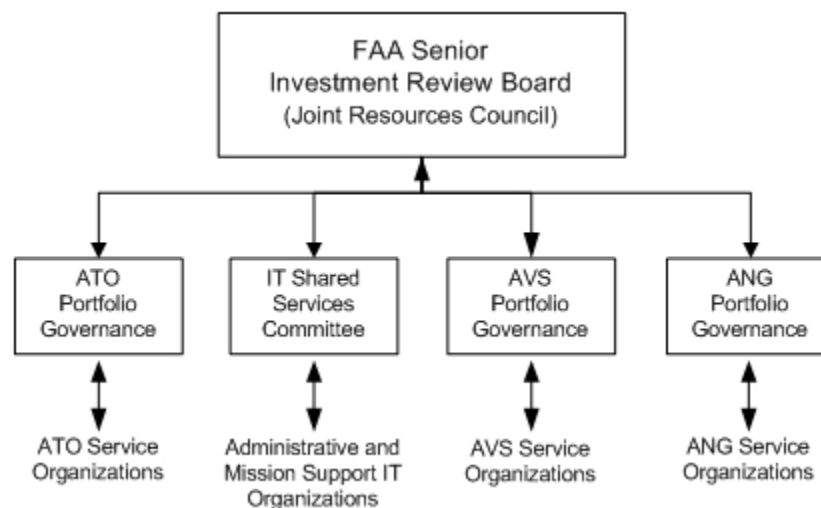 FAA Senior
Investment Review Board
(Joint Resources Council)
ATO
Portfolio
Governance
IT Shared
Services
Committee
AVS
Portfolio
Governance
ANG
Portfolio
Governance
ATO Service
Organizations
Administrative and
Mission Support IT
Organizations
AVS Service
Organizations
ANG Service
Organizations